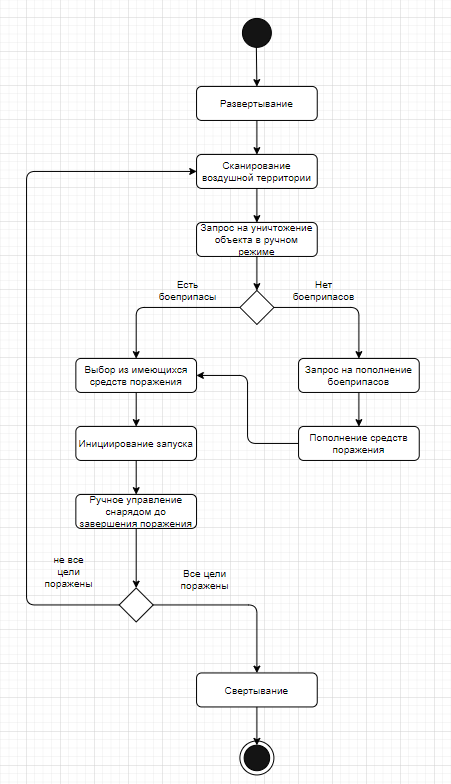 Развертывание
Сканирование
воздушной территории
Запрос на уничтожение
объекта в ручном
режиме
Есть
боеприпасы
Нет
боеприпасов
Выбор из имеющихся
средств поражения
Запрос на пополнение
боеприпасов
Инициирование запуска
Пополнение средств
поражения
Ручное управление
снарядом до
завершения поражения
не все
цели
поражены
Все цели
поражены
Свертывание